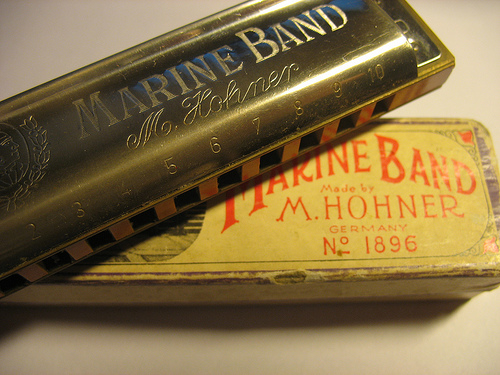 MARINE BAND
M. Hohner
2 3 4 5 6 7 8 9 10
MARINE BAND
Made by
M. HOHNER
GERMANY
Nº 1896